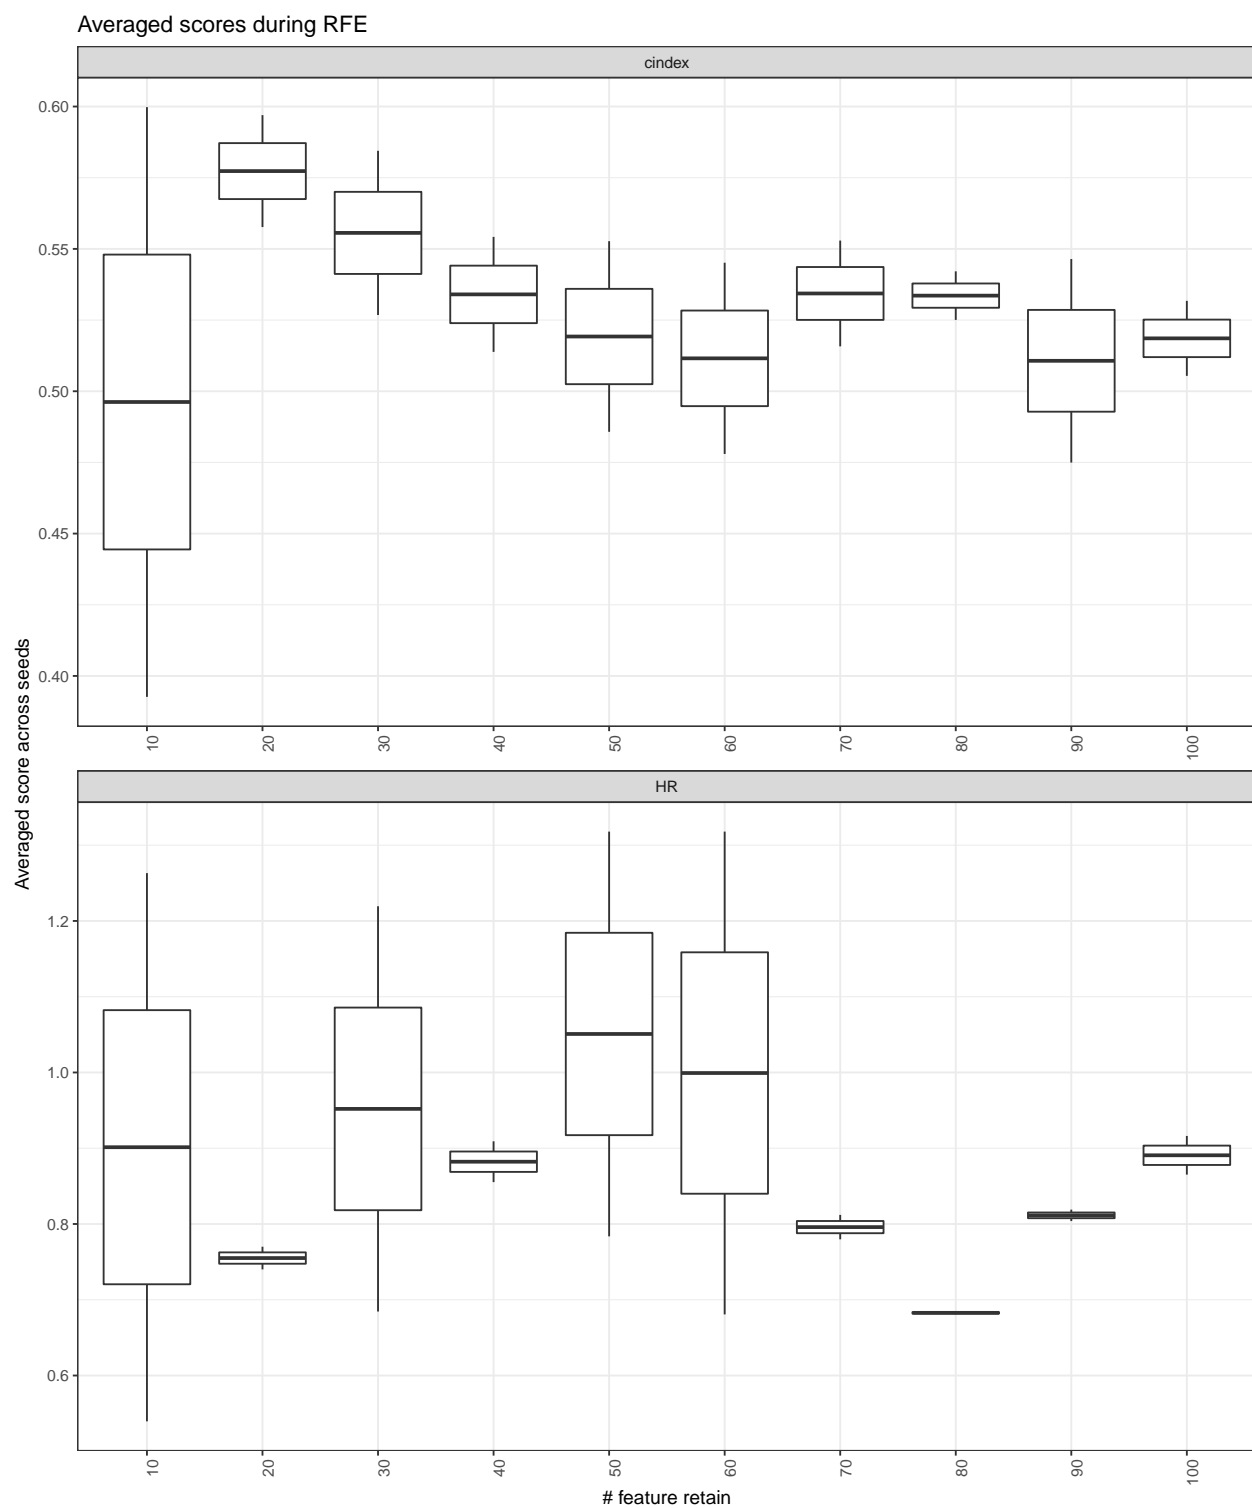 Averaged scores during RFE
cindex
0.60
0.55
0.50
0.45
0.40
10 20 30 40 50 60 70 80 90 100
Averaged score across seeds
HR
1.2
1.0
0.8
0.6
10 20 30 40 50 60 70 80 90 100
# feature retain